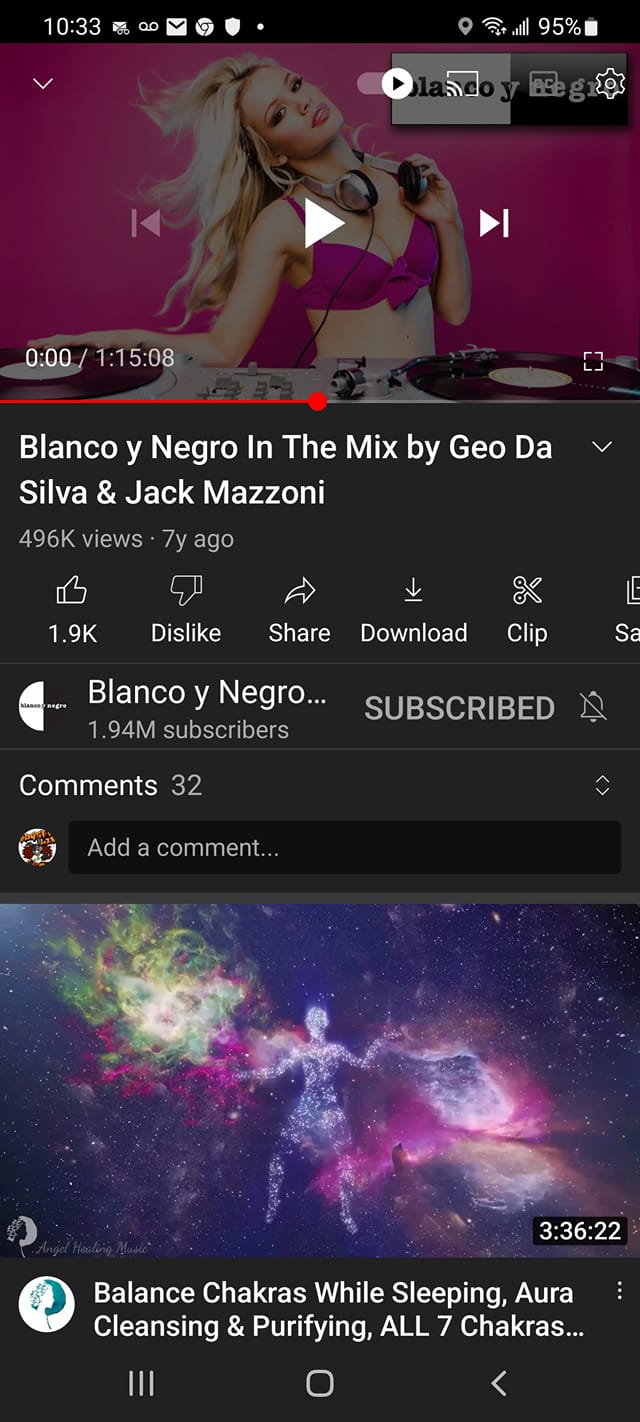 10:33
95%
blanco y negro
0:00 / 1:15:08
Blanco y Negro In The Mix by Geo Da
Silva & Jack Mazzoni
496K views · 7y ago
1.9K Dislike Share Download Clip Sa
blanco y negro
Blanco y Negro...
1.94M subscribers
SUBSCRIBED
Comments 32
Add a comment...
Angel Healing Music
3:36:22
Balance Chakras While Sleeping, Aura
Cleansing & Purifying, ALL 7 Chakras...